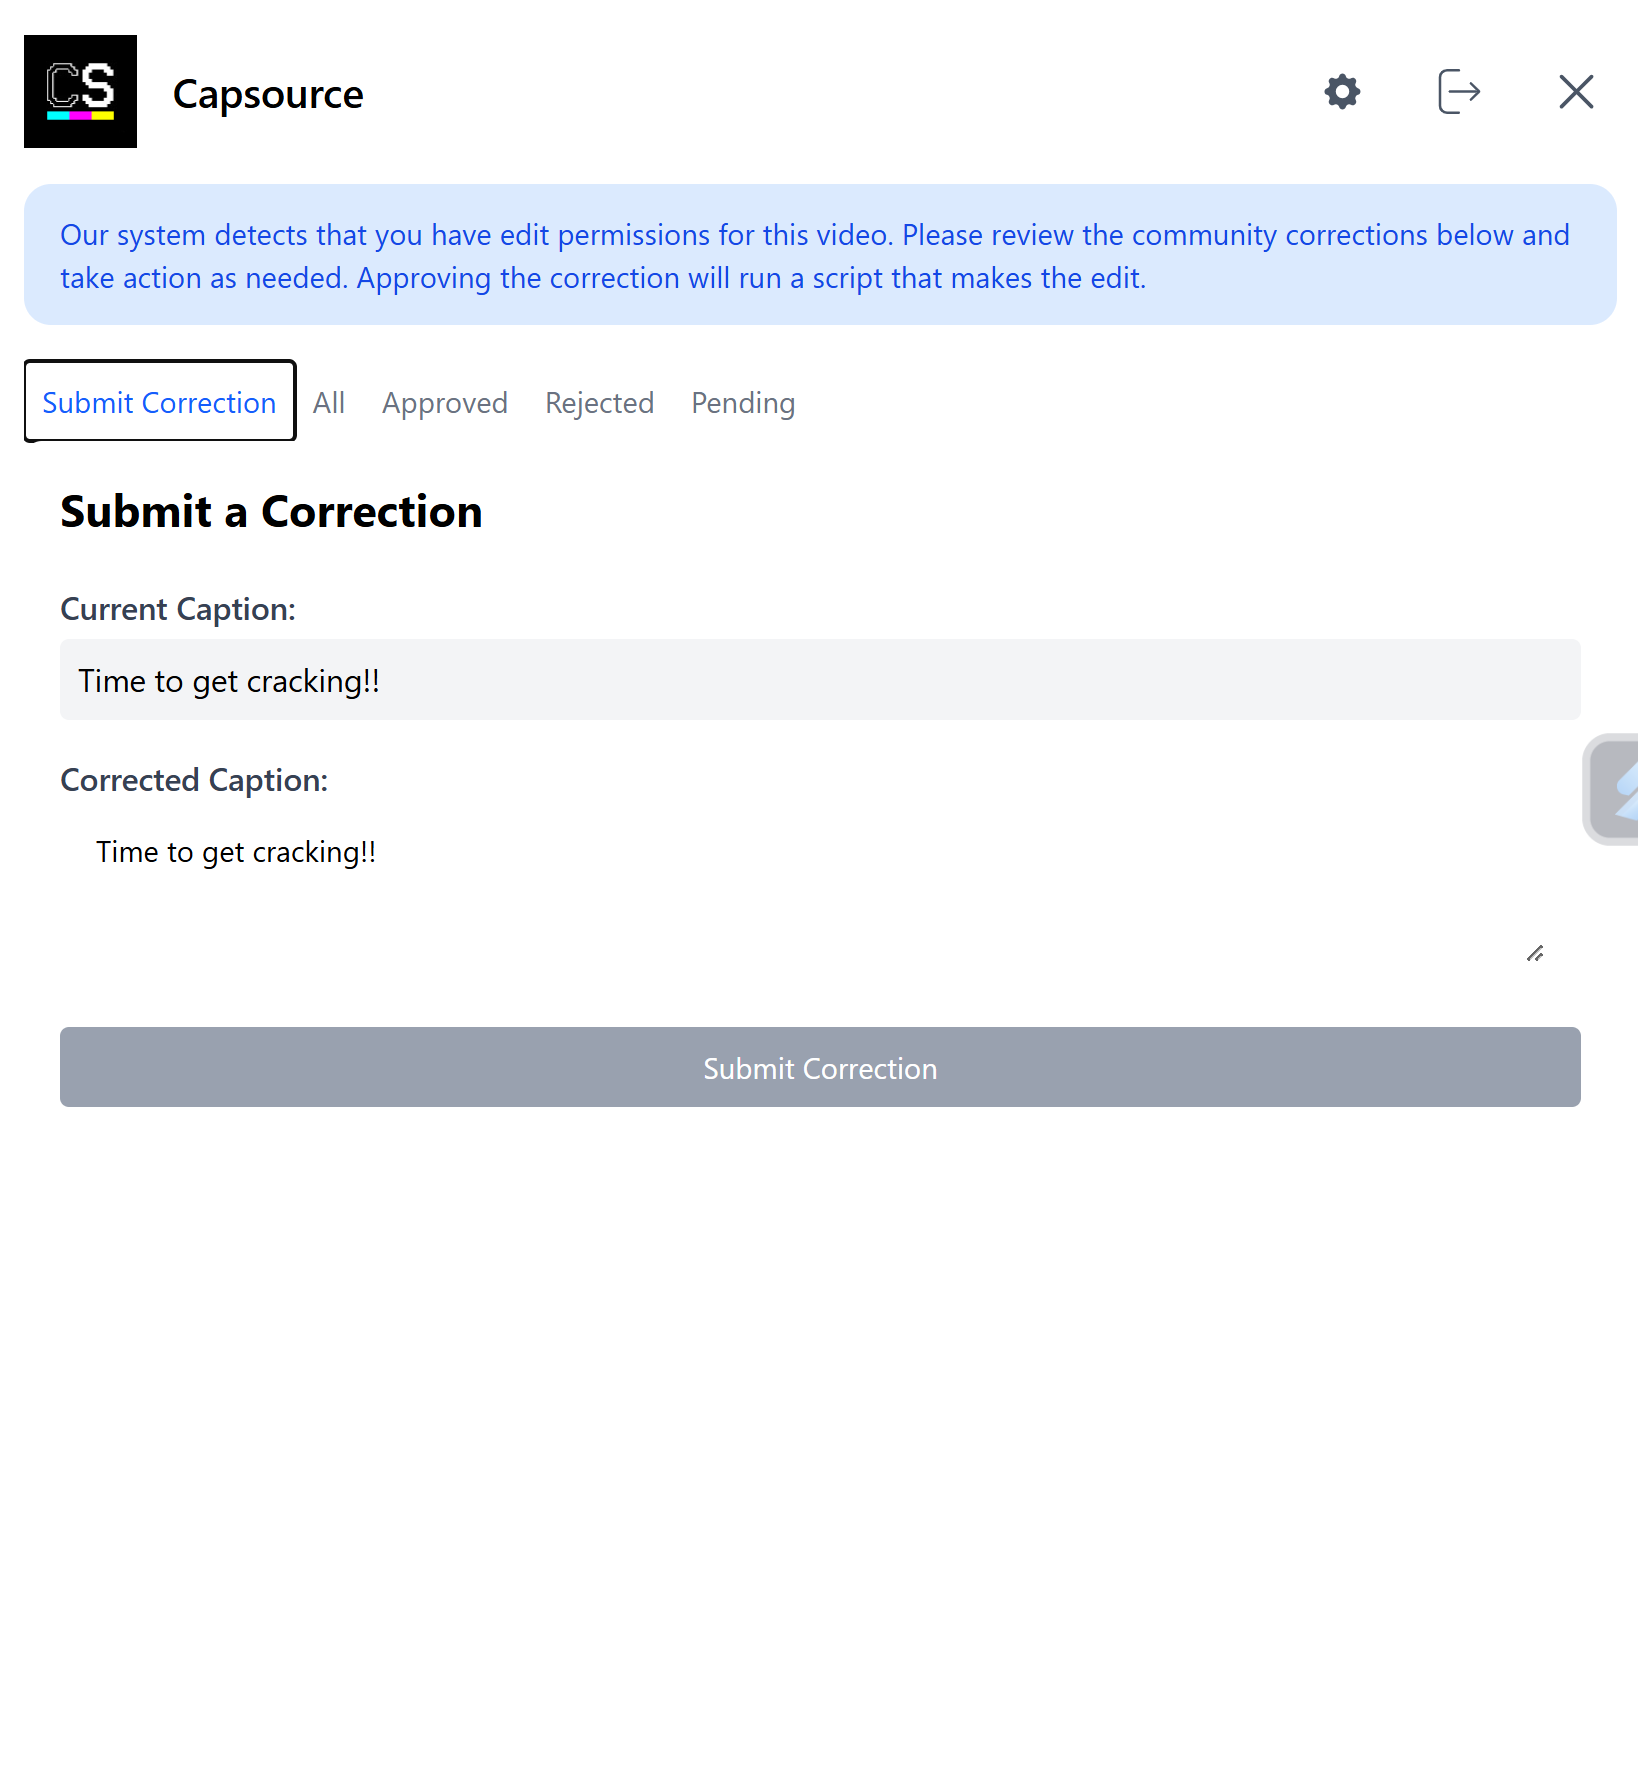 CS
Capsource
Our system detects that you have edit permissions for this video. Please review the community corrections below and
take action as needed. Approving the correction will run a script that makes the edit.
Submit Correction All Approved Rejected Pending
Submit a Correction
Current Caption:
Time to get cracking!!
Corrected Caption:
Time to get cracking!!
Submit Correction